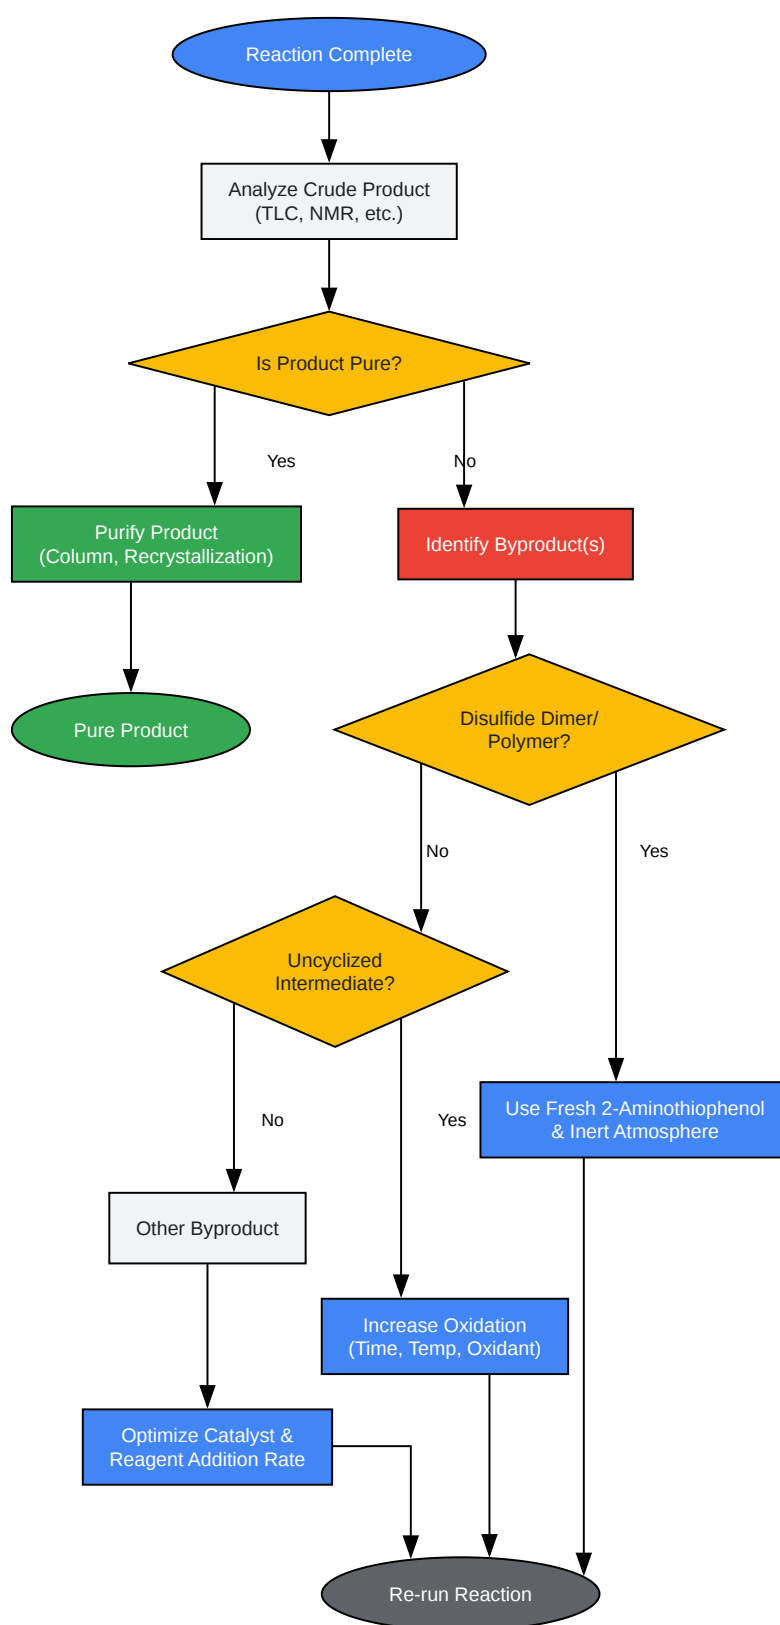 Reaction Complete
Analyze Crude Product
(TLC, NMR, etc.)
Is Product Pure?
Yes
No
Purify Product
(Column, Recrystallization)
Identify Byproduct(s)
Disulfide Dimer/
Polymer?
Pure Product
No
Yes
Uncyclized
Intermediate?
No
Yes
Use Fresh 2-Aminothiophenol
& Inert Atmosphere
Other Byproduct
Increase Oxidation
(Time, Temp, Oxidant)
Optimize Catalyst &
Reagent Addition Rate
Re-run Reaction